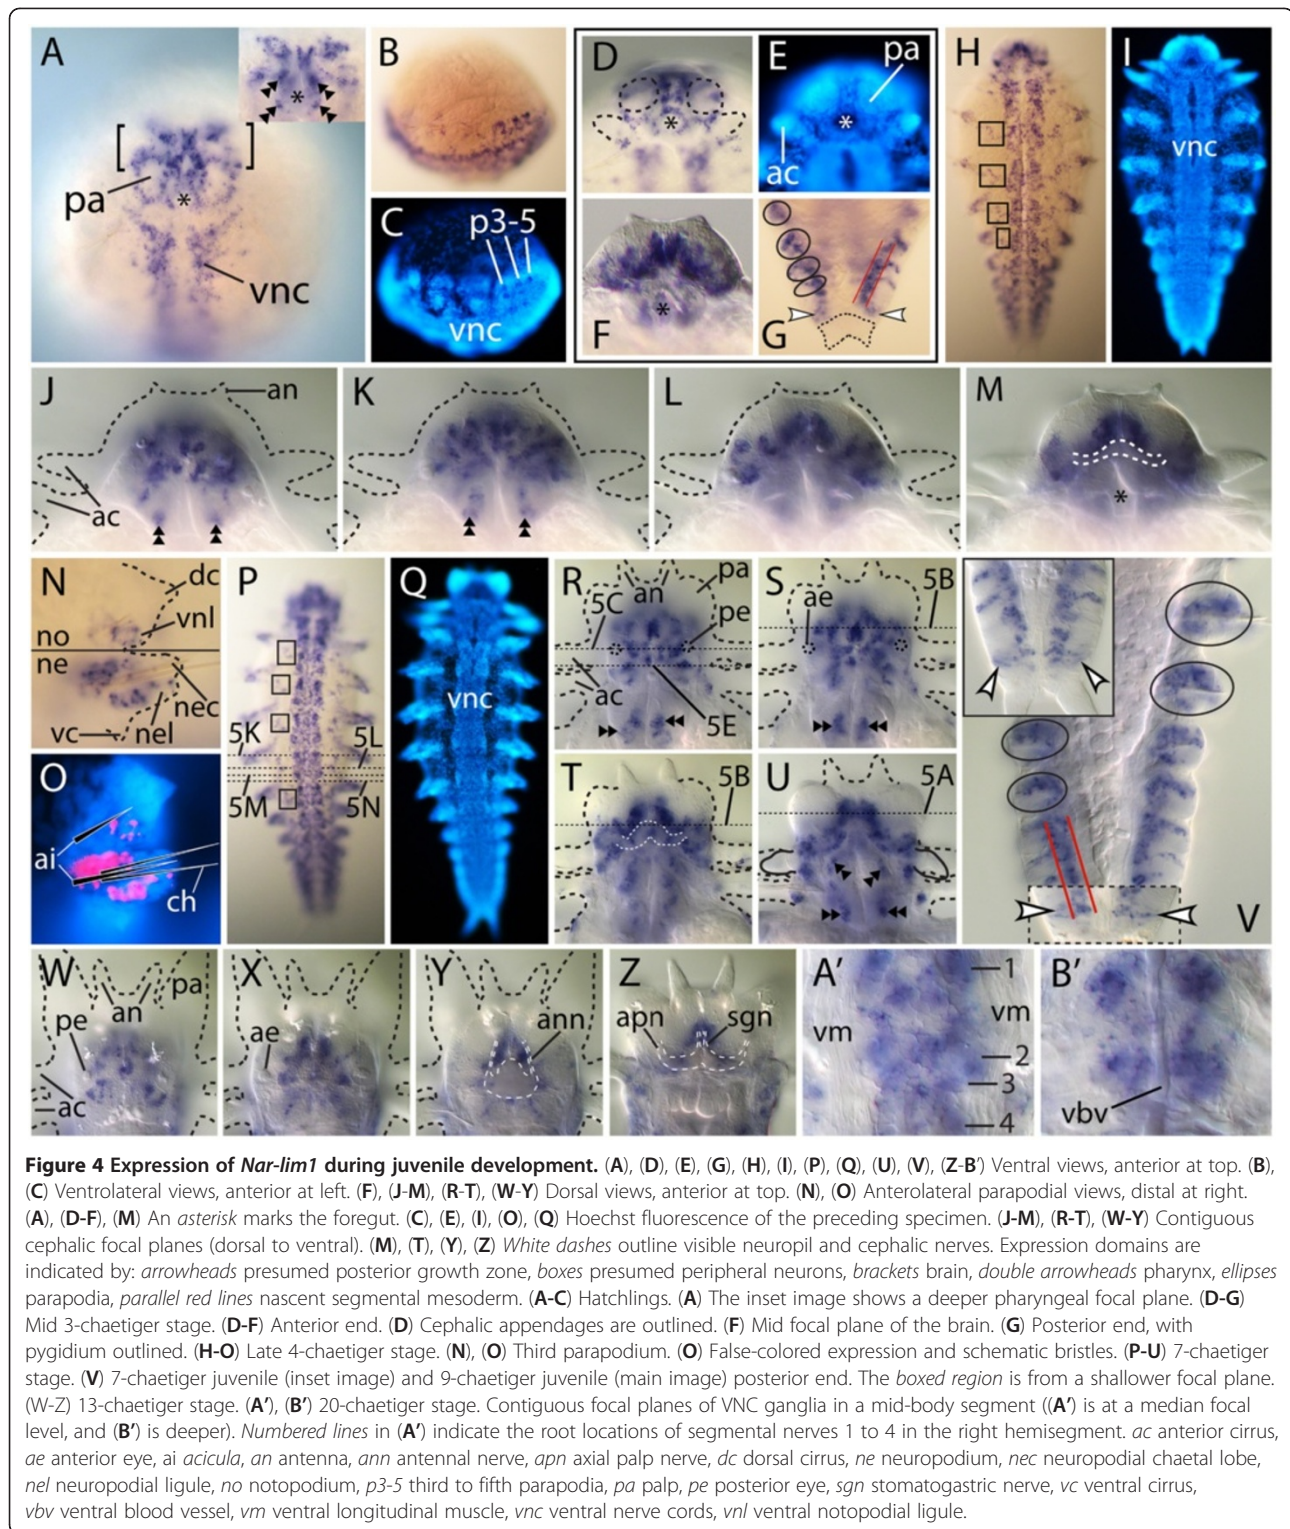 A
*
*
pa
vnc
B
C
p3-5
vnc
D
*
E
pa
*
ac
F
*
G
H
I
vnc
J
an
ac
K
L
M
*
N
dc
vnl
no
ne
nec
vc
nel
O
ai
ch
P
5K
5L
5M
5N
Q
vnc
R
an
pa
5C
pe
ac
5E
S
ae
5B
T
5B
U
5A
V
W
an
pa
pe
ac
X
ae
Y
ann
Z
apn
sgn
A′
1
vm
vm
2
3
4
B′
vbv
Figure 4 Expression of Nar-lim1 during juvenile development. (A), (D), (E), (G), (H), (I), (P), (Q), (U), (V), (Z-B′) Ventral views, anterior at top. (B),
(C) Ventrolateral views, anterior at left. (F), (J-M), (R-T), (W-Y) Dorsal views, anterior at top. (N), (O) Anterolateral parapodial views, distal at right.
(A), (D-F), (M) An asterisk marks the foregut. (C), (E), (I), (O), (Q) Hoechst fluorescence of the preceding specimen. (J-M), (R-T), (W-Y) Contiguous
cephalic focal planes (dorsal to ventral). (M), (T), (Y), (Z) White dashes outline visible neuropil and cephalic nerves. Expression domains are
indicated by: arrowheads presumed posterior growth zone, boxes presumed peripheral neurons, brackets brain, double arrowheads pharynx, ellipses
parapodia, parallel red lines nascent segmental mesoderm. (A-C) Hatchlings. (A) The inset image shows a deeper pharyngeal focal plane. (D-G)
Mid 3-chaetiger stage. (D-F) Anterior end. (D) Cephalic appendages are outlined. (F) Mid focal plane of the brain. (G) Posterior end, with
pygidium outlined. (H-O) Late 4-chaetiger stage. (N), (O) Third parapodium. (O) False-colored expression and schematic bristles. (P-U) 7-chaetiger
stage. (V) 7-chaetiger juvenile (inset image) and 9-chaetiger juvenile (main image) posterior end. The boxed region is from a shallower focal plane.
(W-Z) 13-chaetiger stage. (A′), (B′) 20-chaetiger stage. Contiguous focal planes of VNC ganglia in a mid-body segment ((A′) is at a median focal
level, and (B′) is deeper). Numbered lines in (A′) indicate the root locations of segmental nerves 1 to 4 in the right hemisegment. ac anterior cirrus,
ae anterior eye, ai acicula, an antenna, ann antennal nerve, apn axial palp nerve, dc dorsal cirrus, ne neuropodium, nec neuropodial chaetal lobe,
nel neuropodial ligule, no notopodium, p3-5 third to fifth parapodia, pa palp, pe posterior eye, sgn stomatogastric nerve, vc ventral cirrus,
vbv ventral blood vessel, vm ventral longitudinal muscle, vnc ventral nerve cords, vnl ventral notopodial ligule.